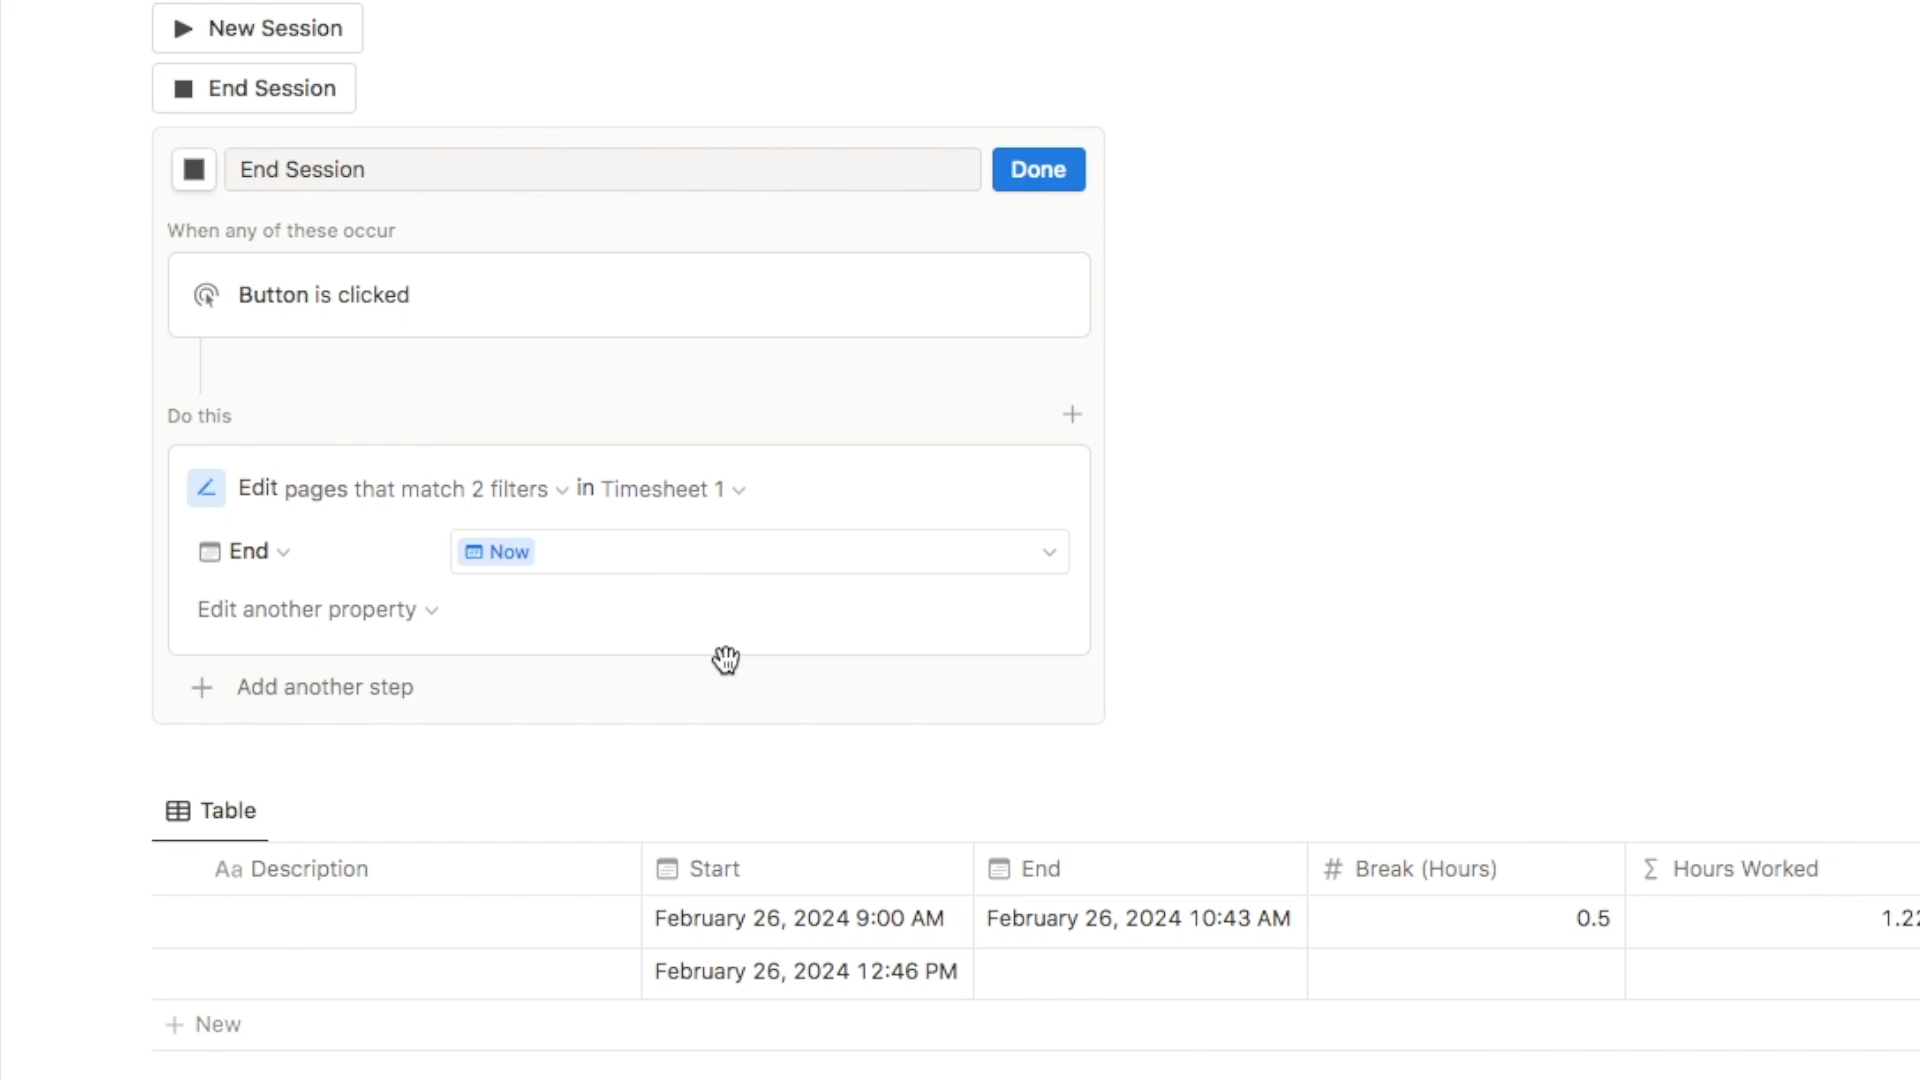 New Session
End Session
End Session Done
When any of these occur
Button is clicked
Do this
Edit pages that match 2 filters in Timesheet 1
End Now
Edit another property
Add another step
Table
Aa Description Start End # Break (Hours) Σ Hours Worked
February 26, 2024 9:00 AM February 26, 2024 10:43 AM 0.5 1.22
February 26, 2024 12:46 PM
New